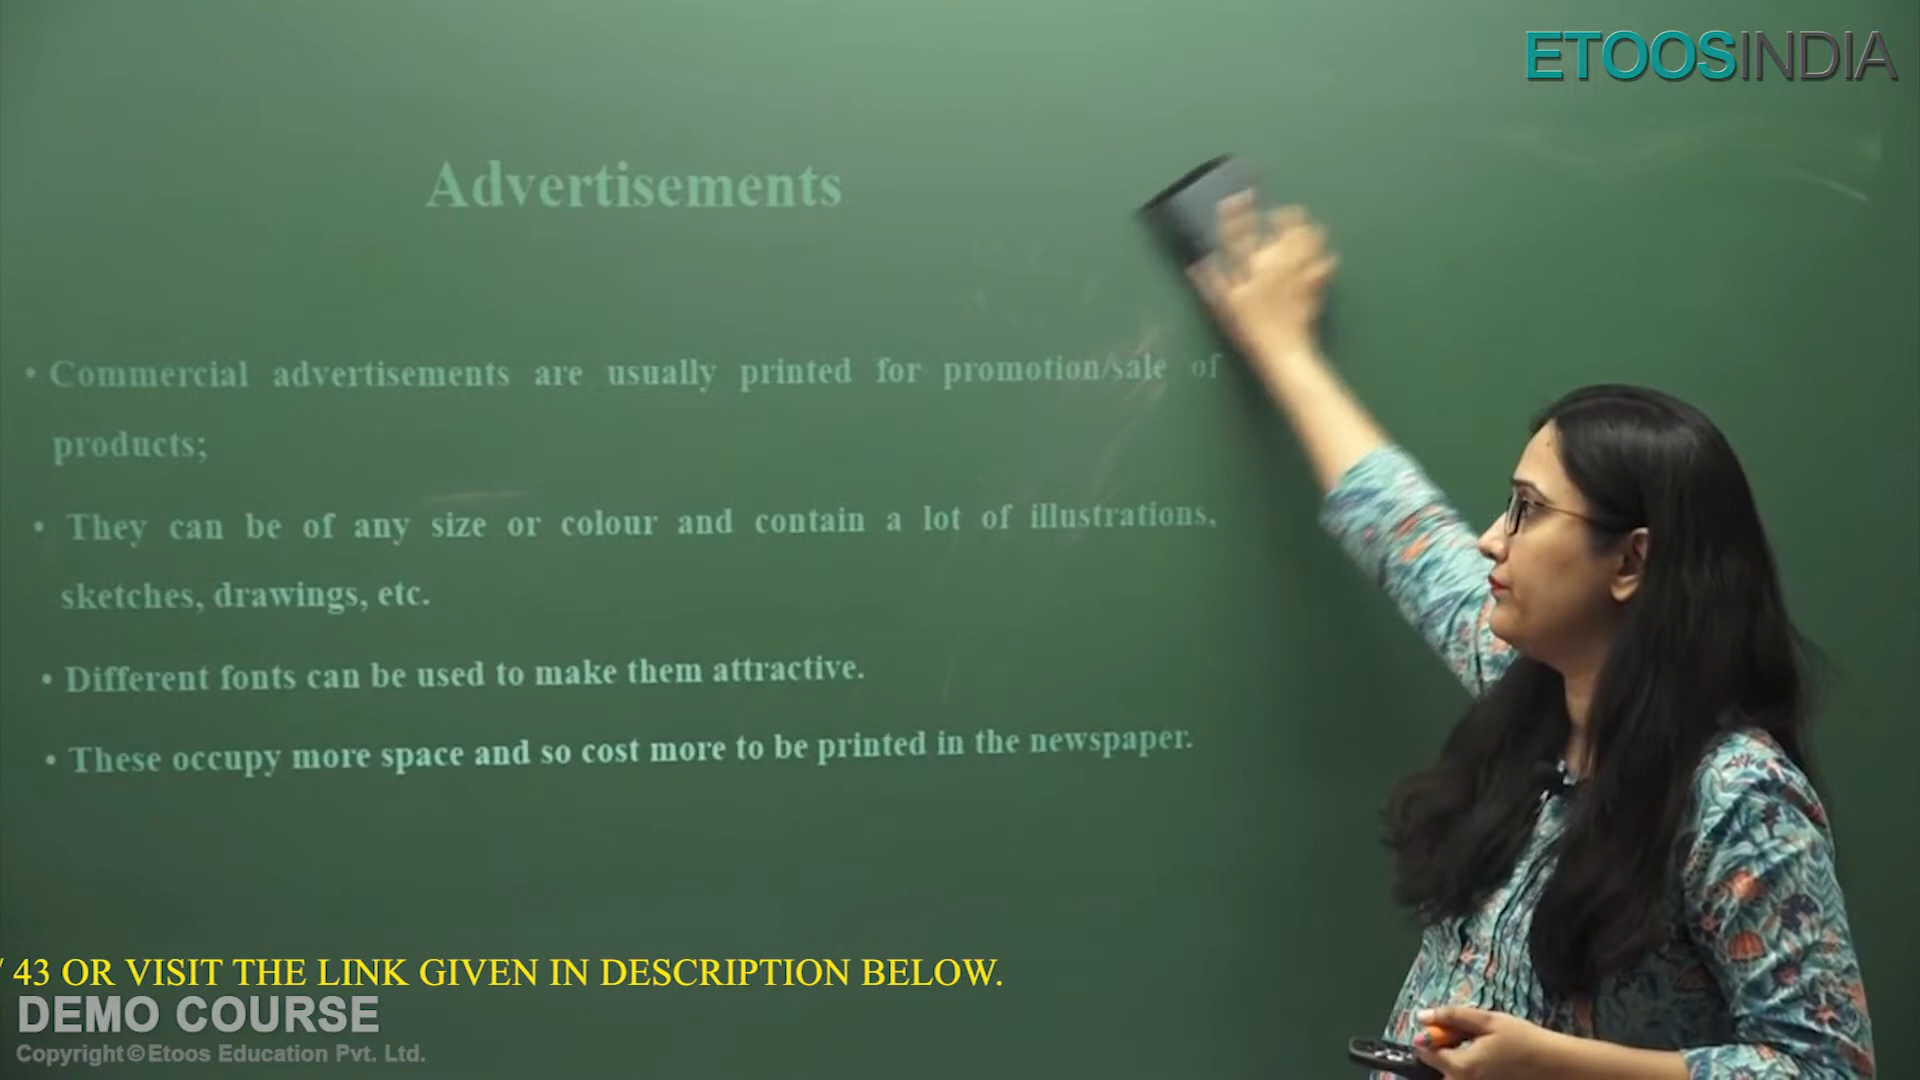 ETOOSINDIA
Advertisements
• Commercial advertisements are usually printed for promotion/sale of
products;
• They can be of any size or colour and contain a lot of illustrations,
sketches, drawings, etc.
• Different fonts can be used to make them attractive.
• These occupy more space and so cost more to be printed in the newspaper.
43 OR VISIT THE LINK GIVEN IN DESCRIPTION BELOW.
DEMO COURSE
Copyright © Etoos Education Pvt. Ltd.